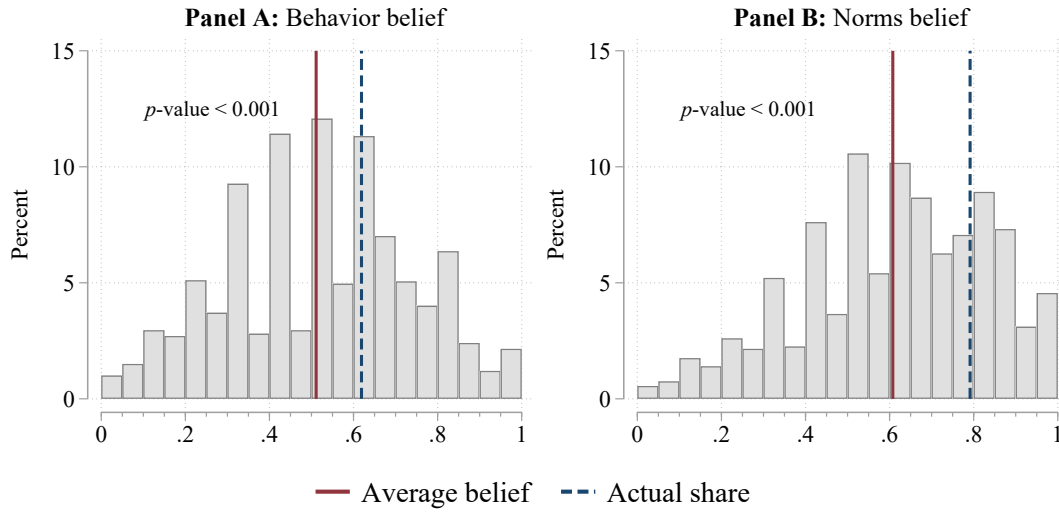 Panel A: Behavior belief
Percent
15
10
5
0
p-value < 0.001
0 .2 .4 .6 .8 1
Panel B: Norms belief
Percent
15
10
5
0
p-value < 0.001
0 .2 .4 .6 .8 1
Average belief Actual share